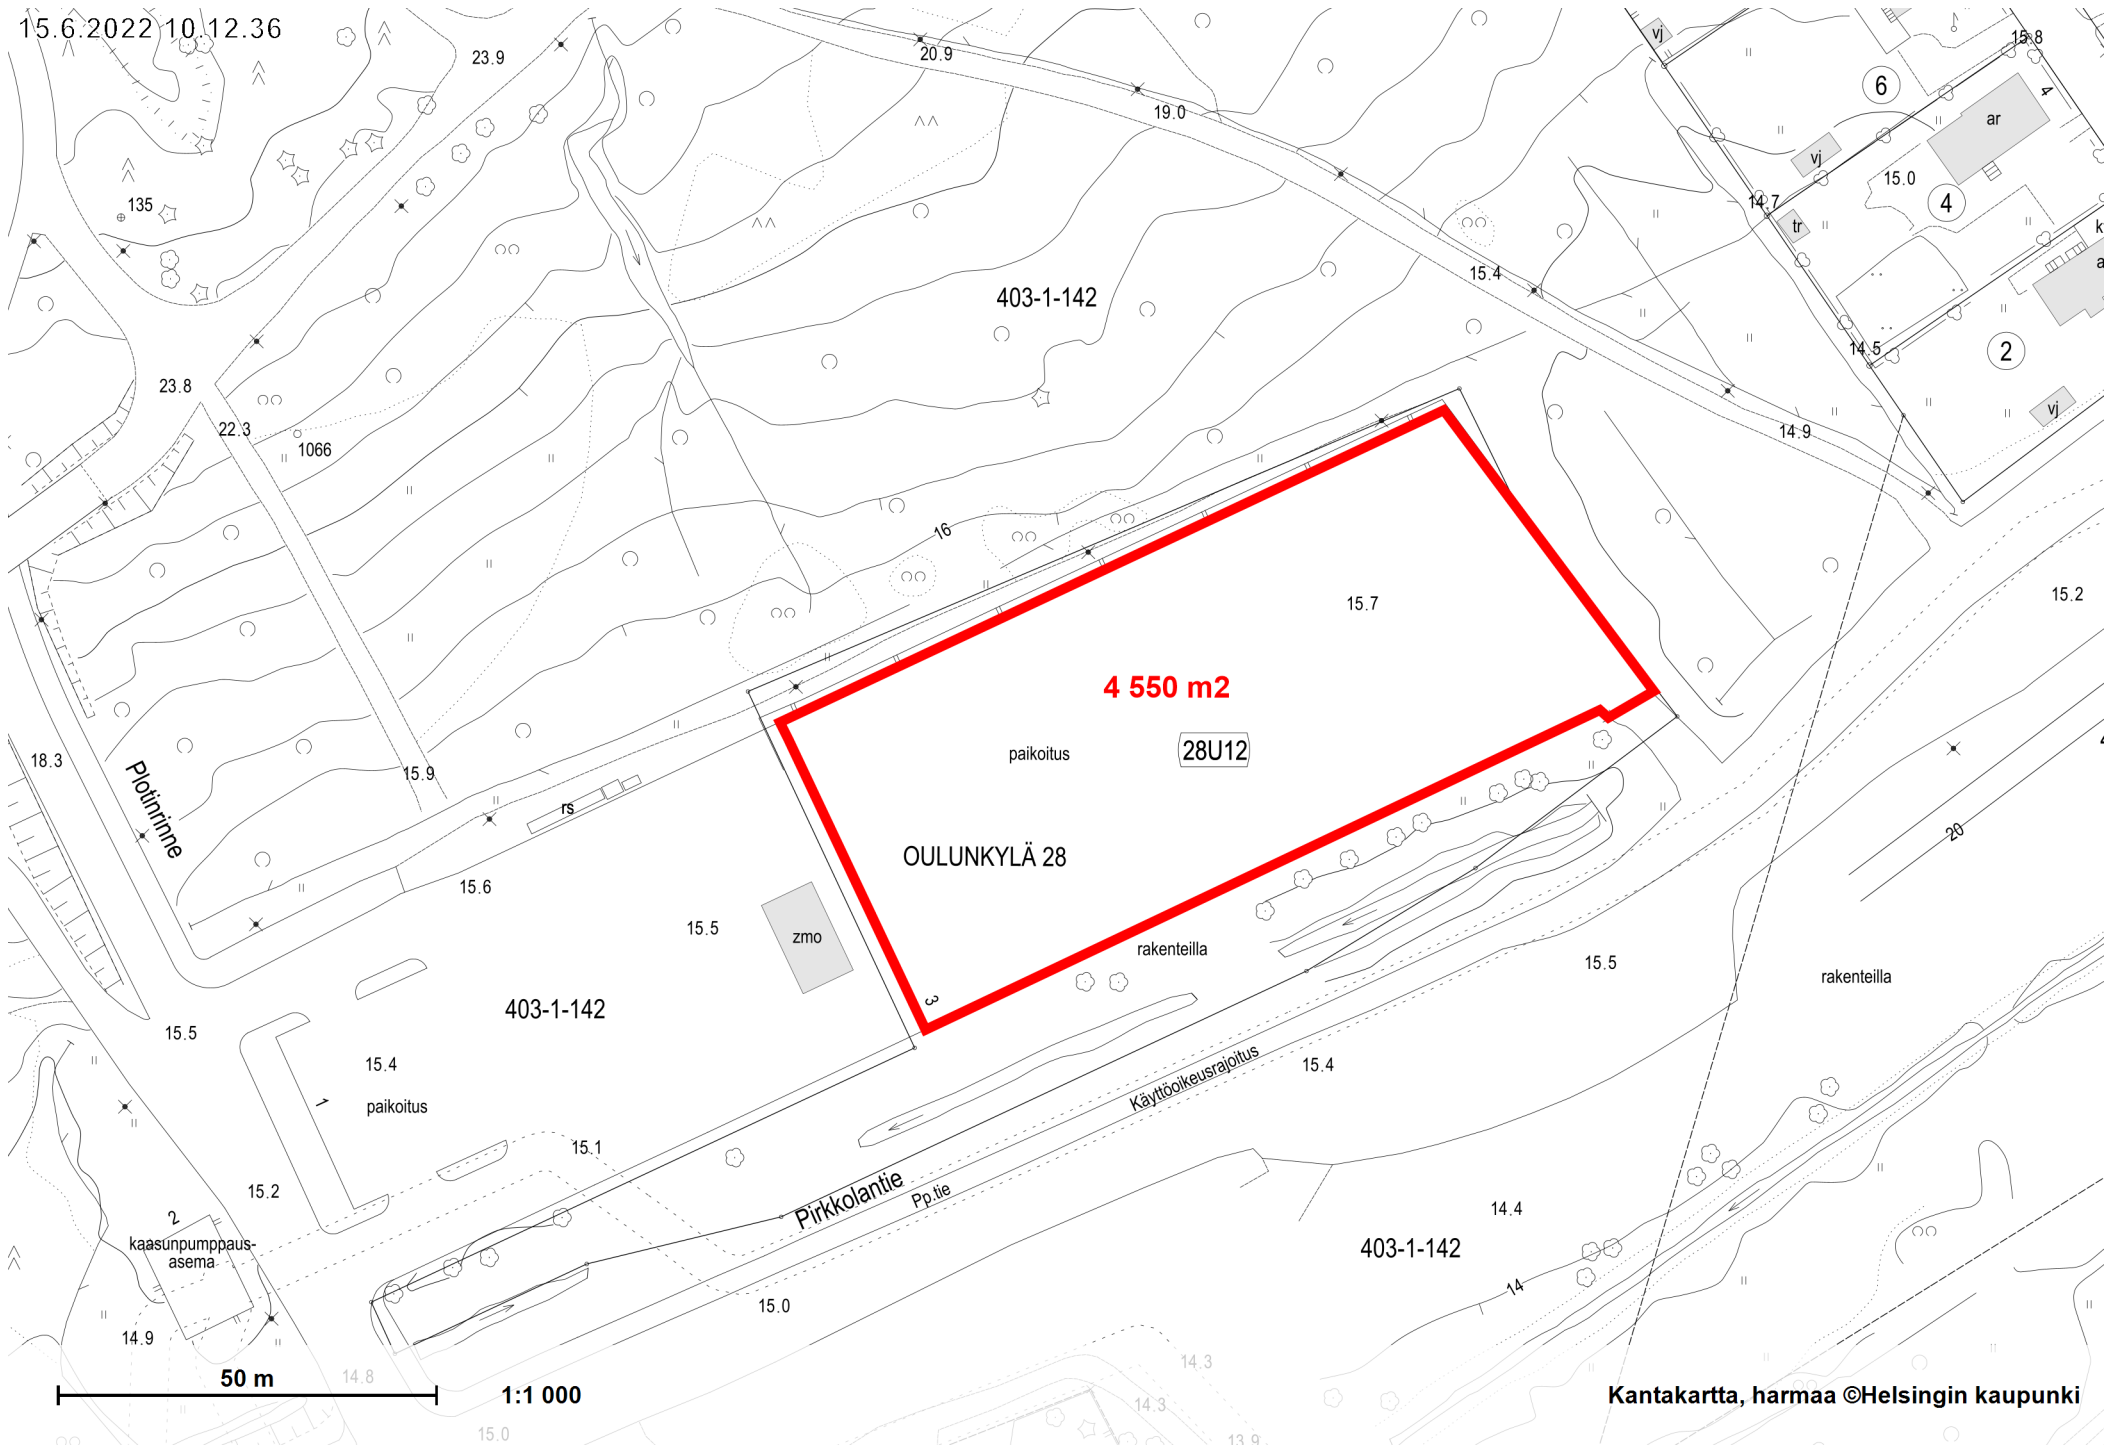 15.6.2022 10.12.36
23.9
20.9
19.0
vj
15.8
6
ar
4
vj
15.0
14.7
4
tr
135
403-1-142
15.4
14.5
2
vj
23.8
22.3
1066
14.9
16
15.7
15.2
4 550 m2
28U12
paikoitus
OULUNKYLÄ 28
18.3
Plotinrinne
15.9
rs
15.6
15.5
zmo
20
rakenteilla
15.5
rakenteilla
3
403-1-142
15.5
15.4
1
paikoitus
15.4
Käyttöoikeusrajoitus
15.1
15.2
Pirkkolantie
Pp.tie
2
kaasunpumppaus-
asema
14.4
403-1-142
14
15.0
14.9
14.8
14.3
50 m
1:1 000
14.3
15.0
13.9
Kantakartta, harmaa ©Helsingin kaupunki